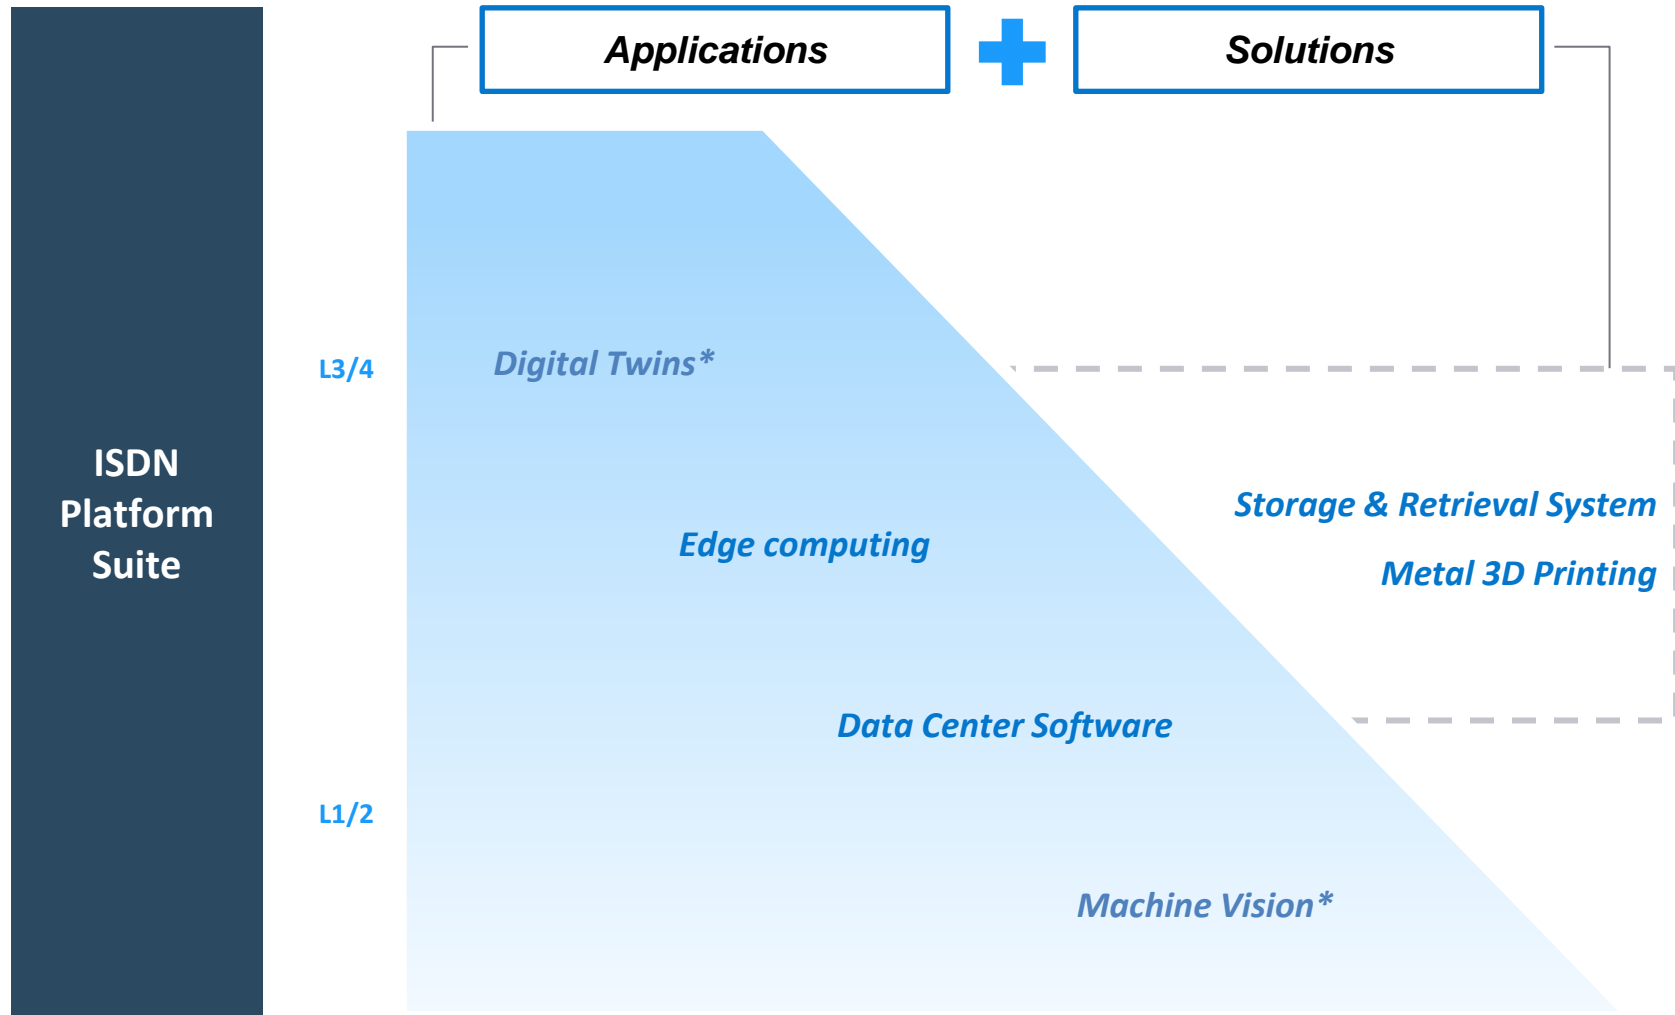 Applications
Solutions
ISDN
Platform
Suite
L3/4
Digital Twins*
Edge computing
Storage & Retrieval System
Metal 3D Printing
Data Center Software
L1/2
Machine Vision*